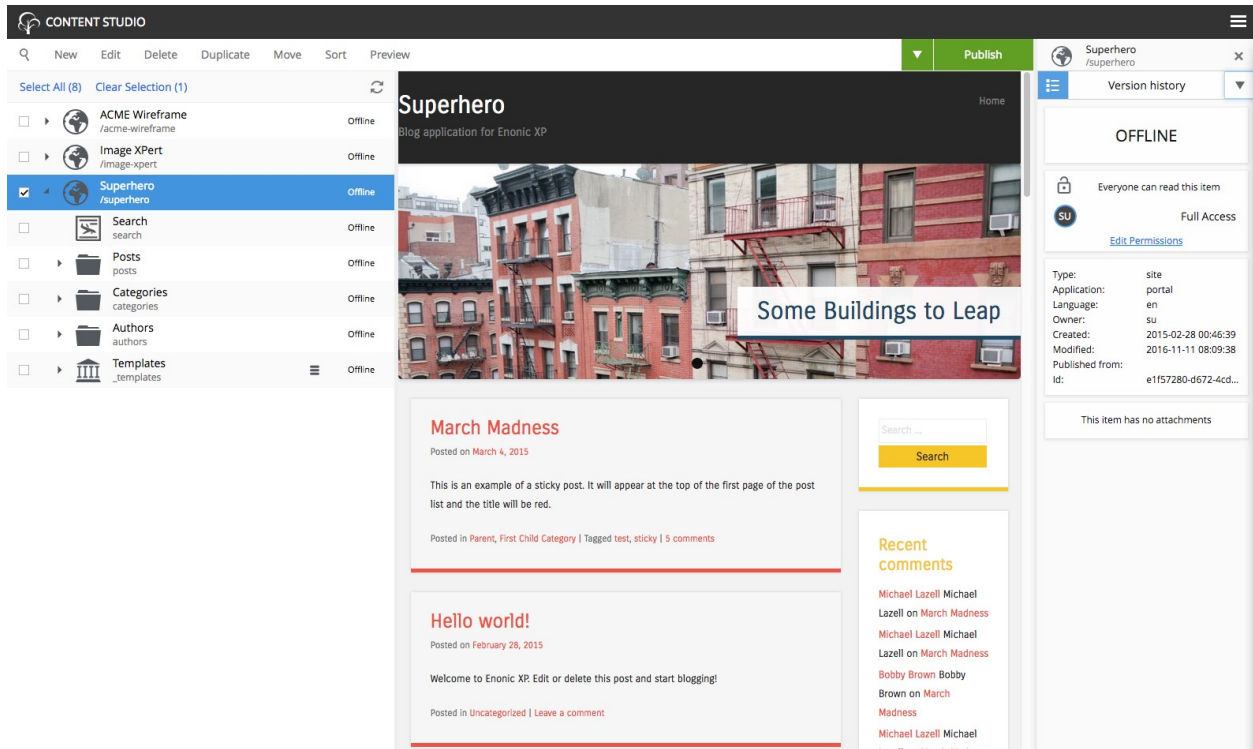 CONTENT STUDIO
New Edit Delete Duplicate Move Sort Preview
Publish
Select All (8) Clear Selection (1)
ACME Wireframe
/acme-wireframe
Offline
Image XPert
/image-xpert
Offline
Superhero
/superhero
Offline
Search
search
Offline
Posts
posts
Offline
Categories
categories
Offline
Authors
authors
Offline
Templates
_templates
Offline
Superhero
Home
Blog application for Enonic XP
Some Buildings to Leap
March Madness
Posted on March 4, 2015
This is an example of a sticky post. It will appear at the top of the first page of the post
list and the title will be red.
Posted in Parent, First Child Category | Tagged test, sticky | 5 comments
Hello world!
Posted on February 28, 2015
Welcome to Enonic XP. Edit or delete this post and start blogging!
Posted in Uncategorized | Leave a comment
Search ...
Search
Recent
comments
Michael Lazell Michael
Lazell on March Madness
Michael Lazell Michael
Lazell on March Madness
Bobby Brown Bobby
Brown on March
Madness
Michael Lazell Michael
Superhero
/superhero
Version history
OFFLINE
Everyone can read this item
SU
Full Access
Edit Permissions
Type: site
Application: portal
Language: en
Owner: su
Created: 2015-02-28 00:46:39
Modified: 2016-11-11 08:09:38
Published from:
Id: e1f57280-d672-4cd...
This item has no attachments